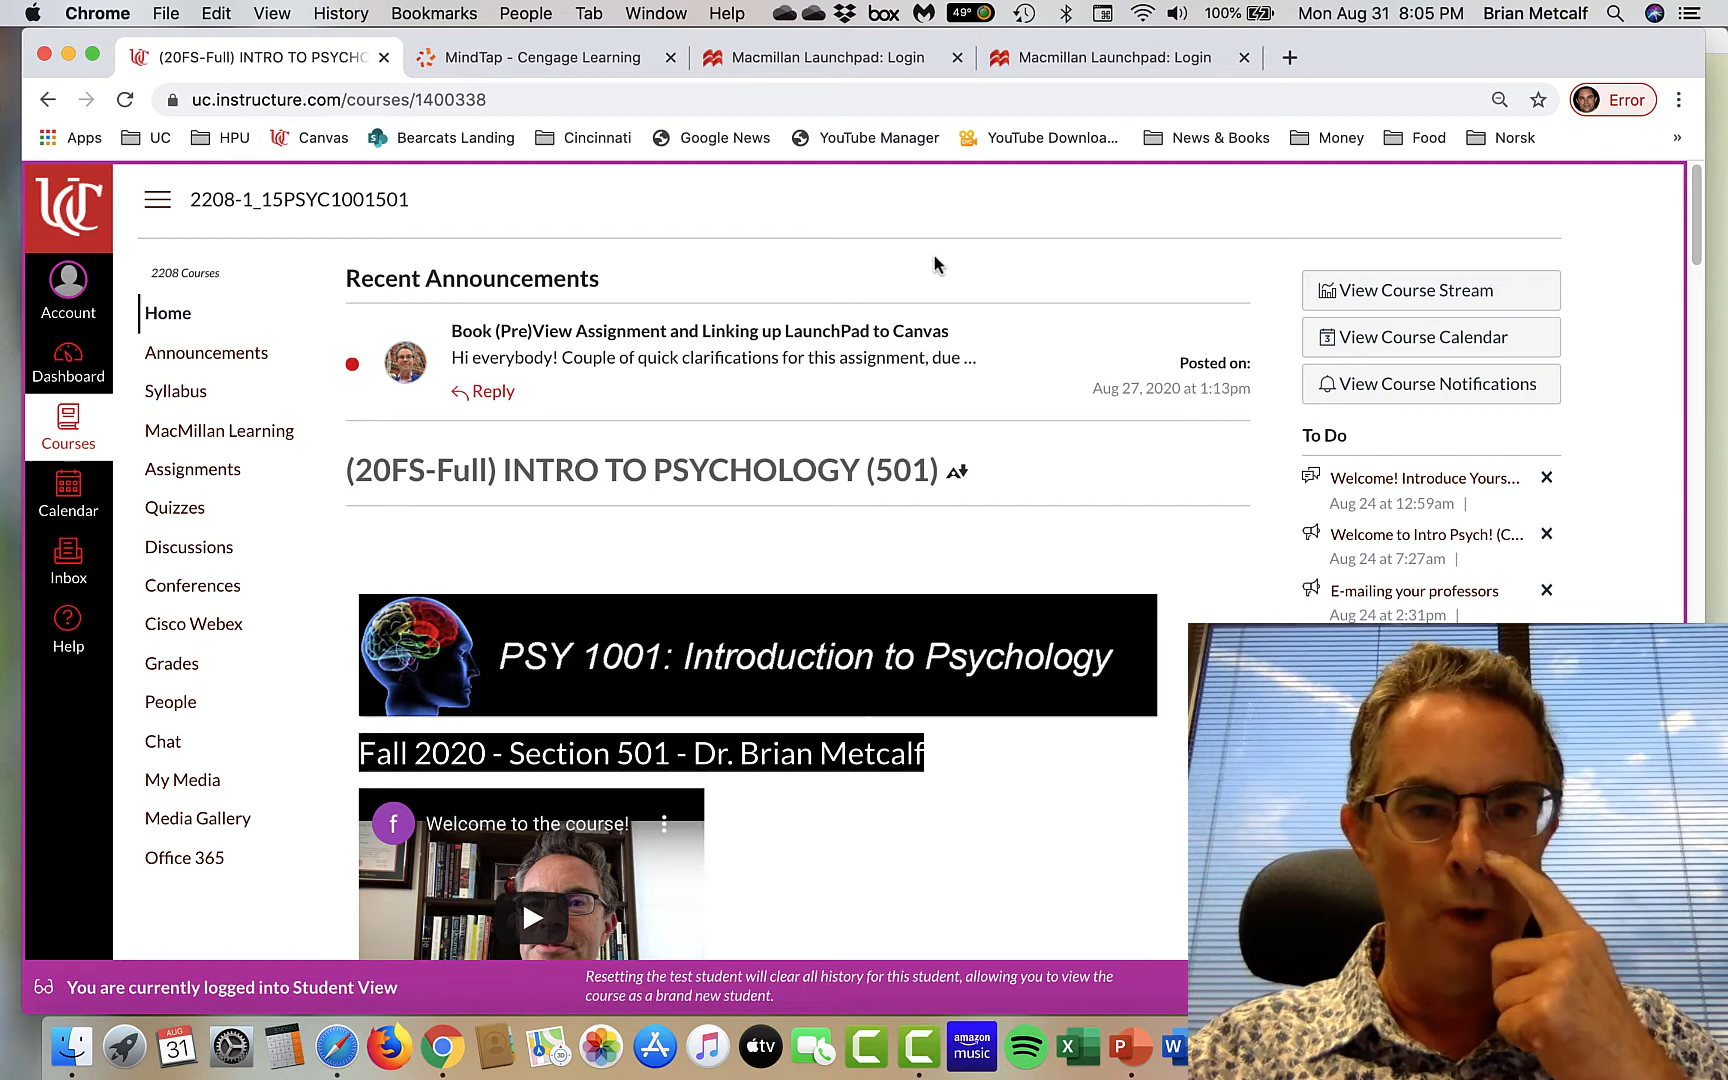 Chrome File Edit View History Bookmarks People Tab Window Help box 49° 100% Mon Aug 31 8:05 PM Brian Metcalf
(20FS-Full) INTRO TO PSYCHO MindTap - Cengage Learning Macmillan Launchpad: Login Macmillan Launchpad: Login
uc.instructure.com/courses/1400338 Error
Apps UC HPU Canvas Bearcats Landing Cincinnati Google News YouTube Manager YouTube Downloa... News & Books Money Food Norsk »
UC
2208-1_15PSYC1001501
Account
Dashboard
Courses
Calendar
Inbox
Help
2208 Courses
Home
Announcements
Syllabus
MacMillan Learning
Assignments
Quizzes
Discussions
Conferences
Cisco Webex
Grades
People
Chat
My Media
Media Gallery
Office 365
Recent Announcements
Book (Pre)View Assignment and Linking up LaunchPad to Canvas
Hi everybody! Couple of quick clarifications for this assignment, due ...
Reply
Posted on:
Aug 27, 2020 at 1:13pm
(20FS-Full) INTRO TO PSYCHOLOGY (501)
PSY 1001: Introduction to Psychology
Fall 2020 - Section 501 - Dr. Brian Metcalf
f Welcome to the course!
View Course Stream
3 View Course Calendar
View Course Notifications
To Do
Welcome! Introduce Yours...
Aug 24 at 12:59am |
Welcome to Intro Psych! (C...
Aug 24 at 7:27am |
E-mailing your professors
Aug 24 at 2:31pm |
You are currently logged into Student View
Resetting the test student will clear all history for this student, allowing you to view the
course as a brand new student.
AUG
31
tv
amazon
music
X
P
W